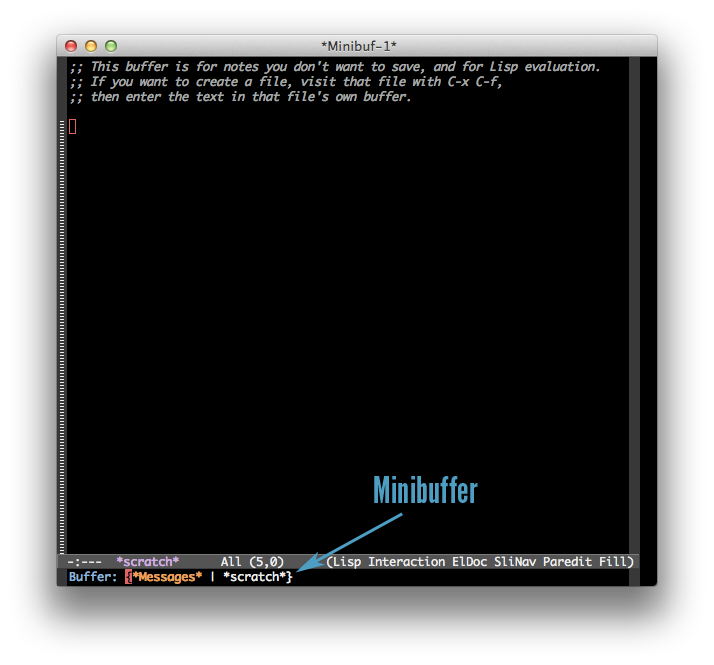 *Minibuf-1*
;; This buffer is for notes you don't want to save, and for Lisp evaluation.
;; If you want to create a file, visit that file with C-x C-f,
;; then enter the text in that file's own buffer.
Minibuffer
-:--- *scratch* All (5,0) (Lisp Interaction ElDoc SliNav Paredit Fill)
Buffer: {*Messages* | *scratch*}